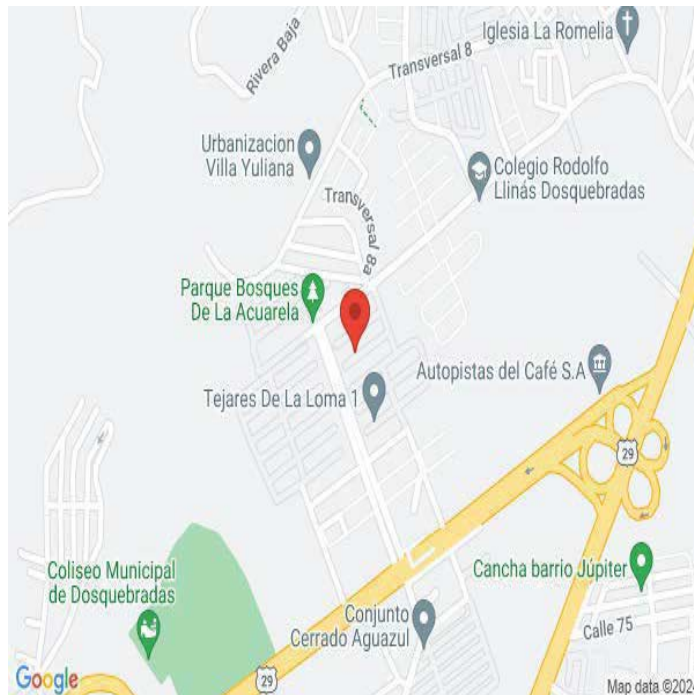 Iglesia La Romelia
Transversal 8
Rivera Baja
Urbanizacion
Villa Yuliana
Colegio Rodolfo
Llinás Dosquebradas
Transversal 8a
Parque Bosques
De La Acuarela
Autopistas del Café S.A
Tejares De La Loma 1
29
Coliseo Municipal
de Dosquebradas
Cancha barrio Júpiter
Conjunto
Cerrado Aguazul
Calle 75
29
Google
Map data ©202